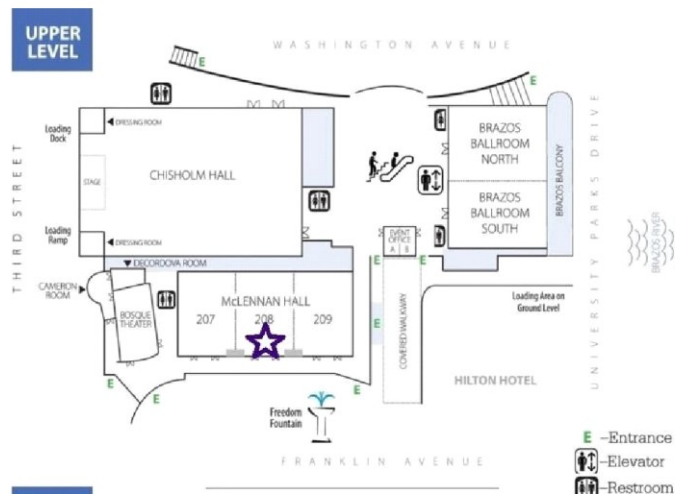 UPPER
LEVEL
WASHINGTON AVENUE
E
E
DRESSING ROOM
Loading
Dock
STAGE
CHISHOLM HALL
BRAZOS
BALLROOM
NORTH
BRAZOS
BALLROOM
SOUTH
BRAZOS BALCONY
THIRD STREET
UNIVERSITY PARKS DRIVE
BRAZOS RIVER
Loading
Ramp
DRESSING ROOM
EVENT
OFFICE
A B
E
E
DECORDOVA ROOM
CAMERON
ROOM
BOSQUE
THEATER
McLENNAN HALL
207
208
209
E
COVERED WALKWAY
Loading Area on
Ground Level
HILTON HOTEL
E
E
E
Freedom
Fountain
FRANKLIN AVENUE
E -Entrance
-Elevator
-Restroom